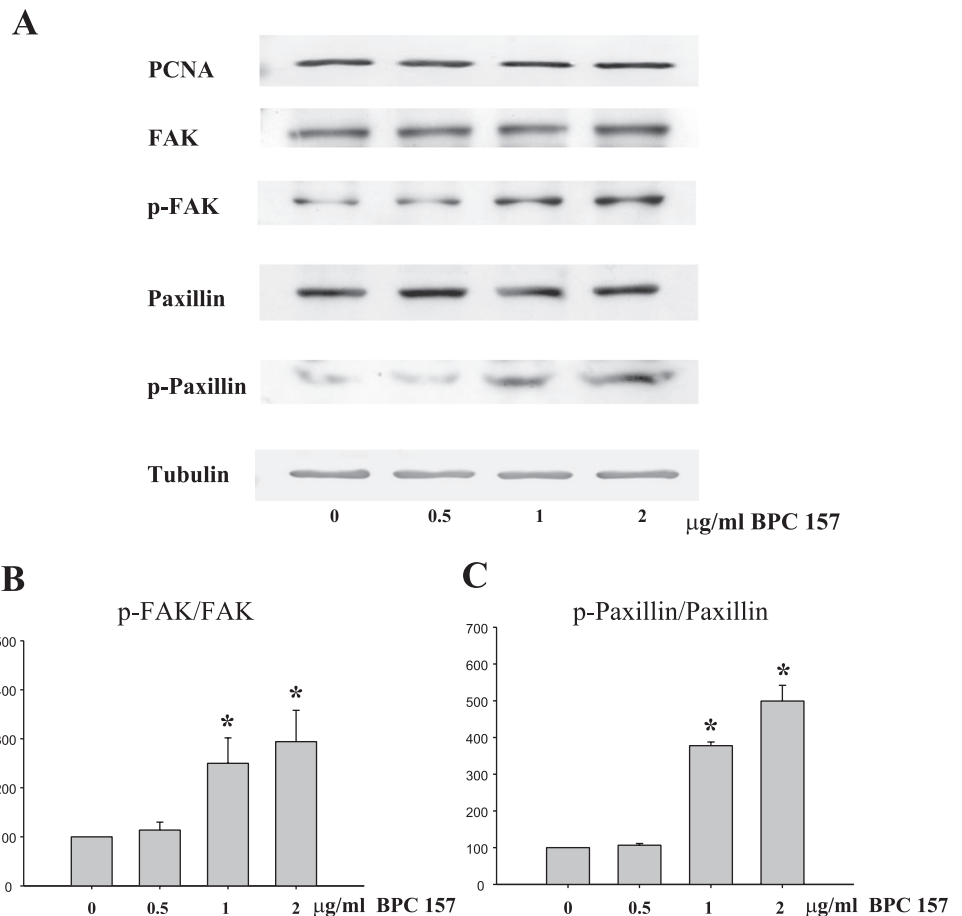 A
PCNA
FAK
p-FAK
Paxillin
p-Paxillin
Tubulin
0 0.5 1 2 μg/ml BPC 157
B
p-FAK/FAK
* *
0
0 0.5 1 2 μg/ml BPC 157
C
p-Paxillin/Paxillin
700
600
500
400
300
200
100
0
* *
0 0.5 1 2 μg/ml BPC 157